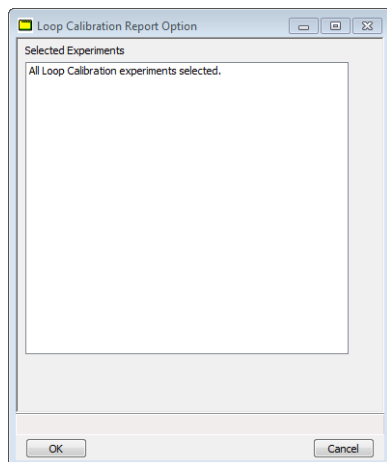 Loop Calibration Report Option
Selected Experiments
All Loop Calibration experiments selected.
OK
Cancel